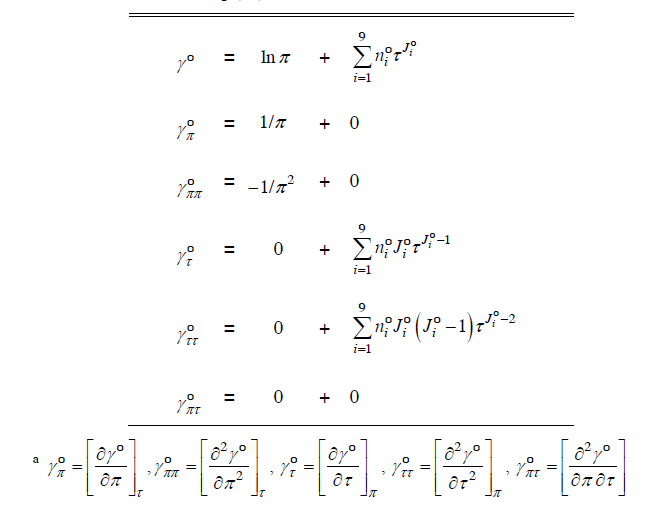 γ° = ln π + ∑_{i=1}^{9} n_i° τ^{J_i°}
γ_π° = 1/π + 0
γ_ππ° = −1/π² + 0
γ_τ° = 0 + ∑_{i=1}^{9} n_i° J_i° τ^{J_i°−1}
γ_ττ° = 0 + ∑_{i=1}^{9} n_i° J_i° (J_i° −1) τ^{J_i°−2}
γ_πτ° = 0 + 0
ᵃ γ_π° = [∂γ°/∂π]_τ , γ_ππ° = [∂²γ°/∂π²]_τ , γ_τ° = [∂γ°/∂τ]_π , γ_ττ° = [∂²γ°/∂τ²]_π , γ_πτ° = [∂²γ°/∂π ∂τ]